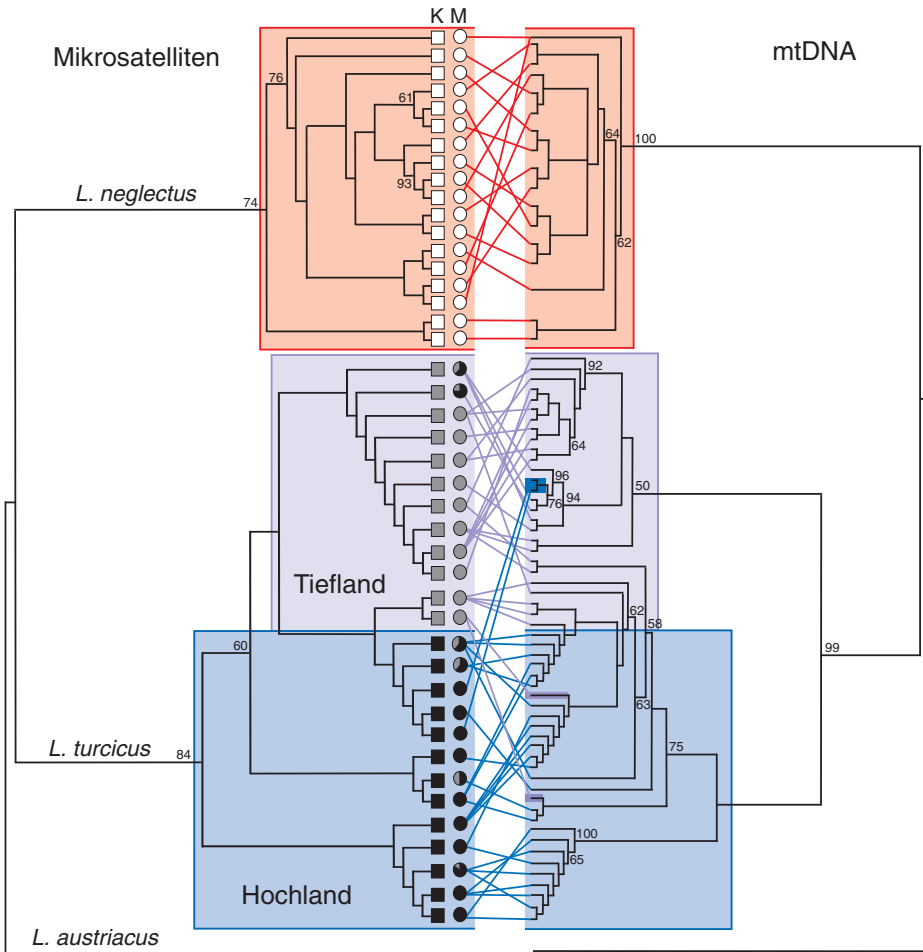 K M
Mikrosatelliten
mtDNA
76
61
64
100
93
L. neglectus
74
62
92
64
96
76
94
50
Tiefland
62
58
60
99
63
L. turcicus
84
75
100
65
Hochland
L. austriacus